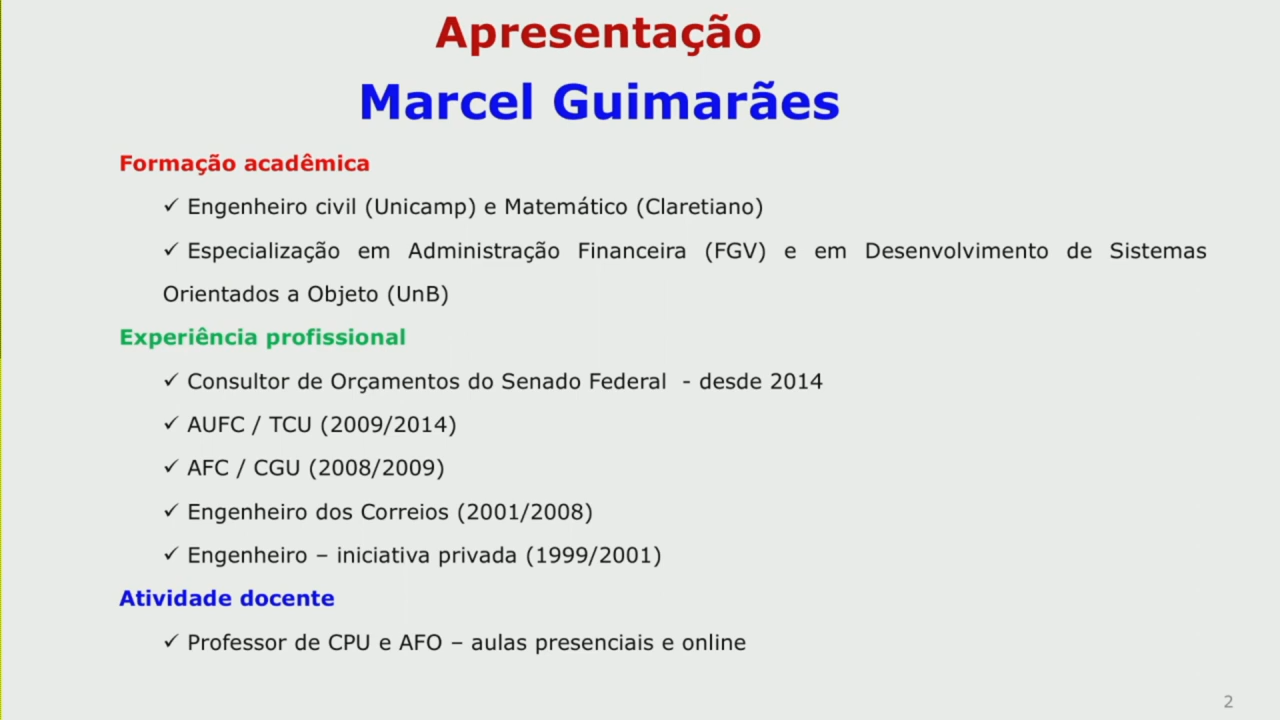 Apresentação
Marcel Guimarães
Formação acadêmica
✓ Engenheiro civil (Unicamp) e Matemático (Claretiano)
✓ Especialização em Administração Financeira (FGV) e em Desenvolvimento de Sistemas
Orientados a Objeto (UnB)
Experiência profissional
✓ Consultor de Orçamentos do Senado Federal - desde 2014
✓ AUFC / TCU (2009/2014)
✓ AFC / CGU (2008/2009)
✓ Engenheiro dos Correios (2001/2008)
✓ Engenheiro – iniciativa privada (1999/2001)
Atividade docente
✓ Professor de CPU e AFO – aulas presenciais e online
2